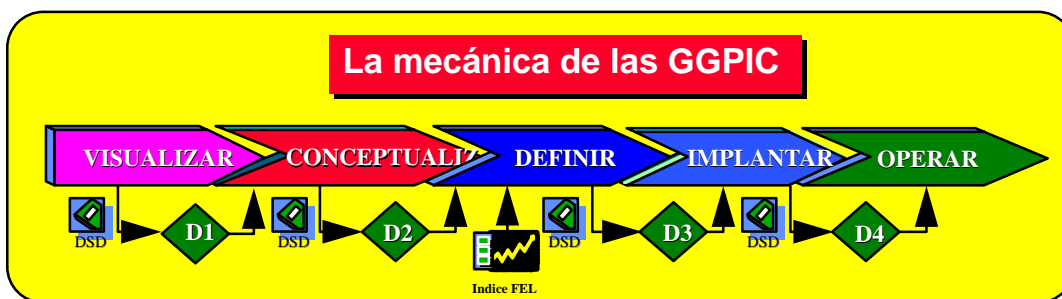 La mecánica de las GGPIC
VISUALIZAR
CONCEPTUALIZ
DEFINIR
IMPLANTAR
OPERAR
DSD
D1
DSD
D2
DSD
D3
DSD
D4
Indice FEL